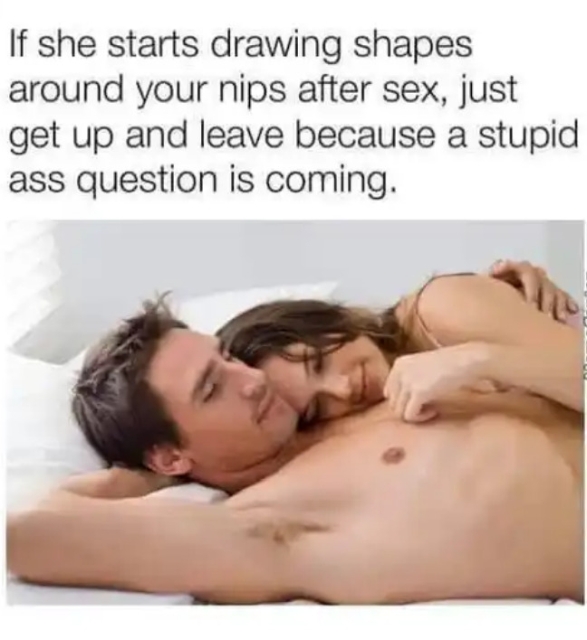 If she starts drawing shapes
around your nips after sex, just
get up and leave because a stupid
ass question is coming.